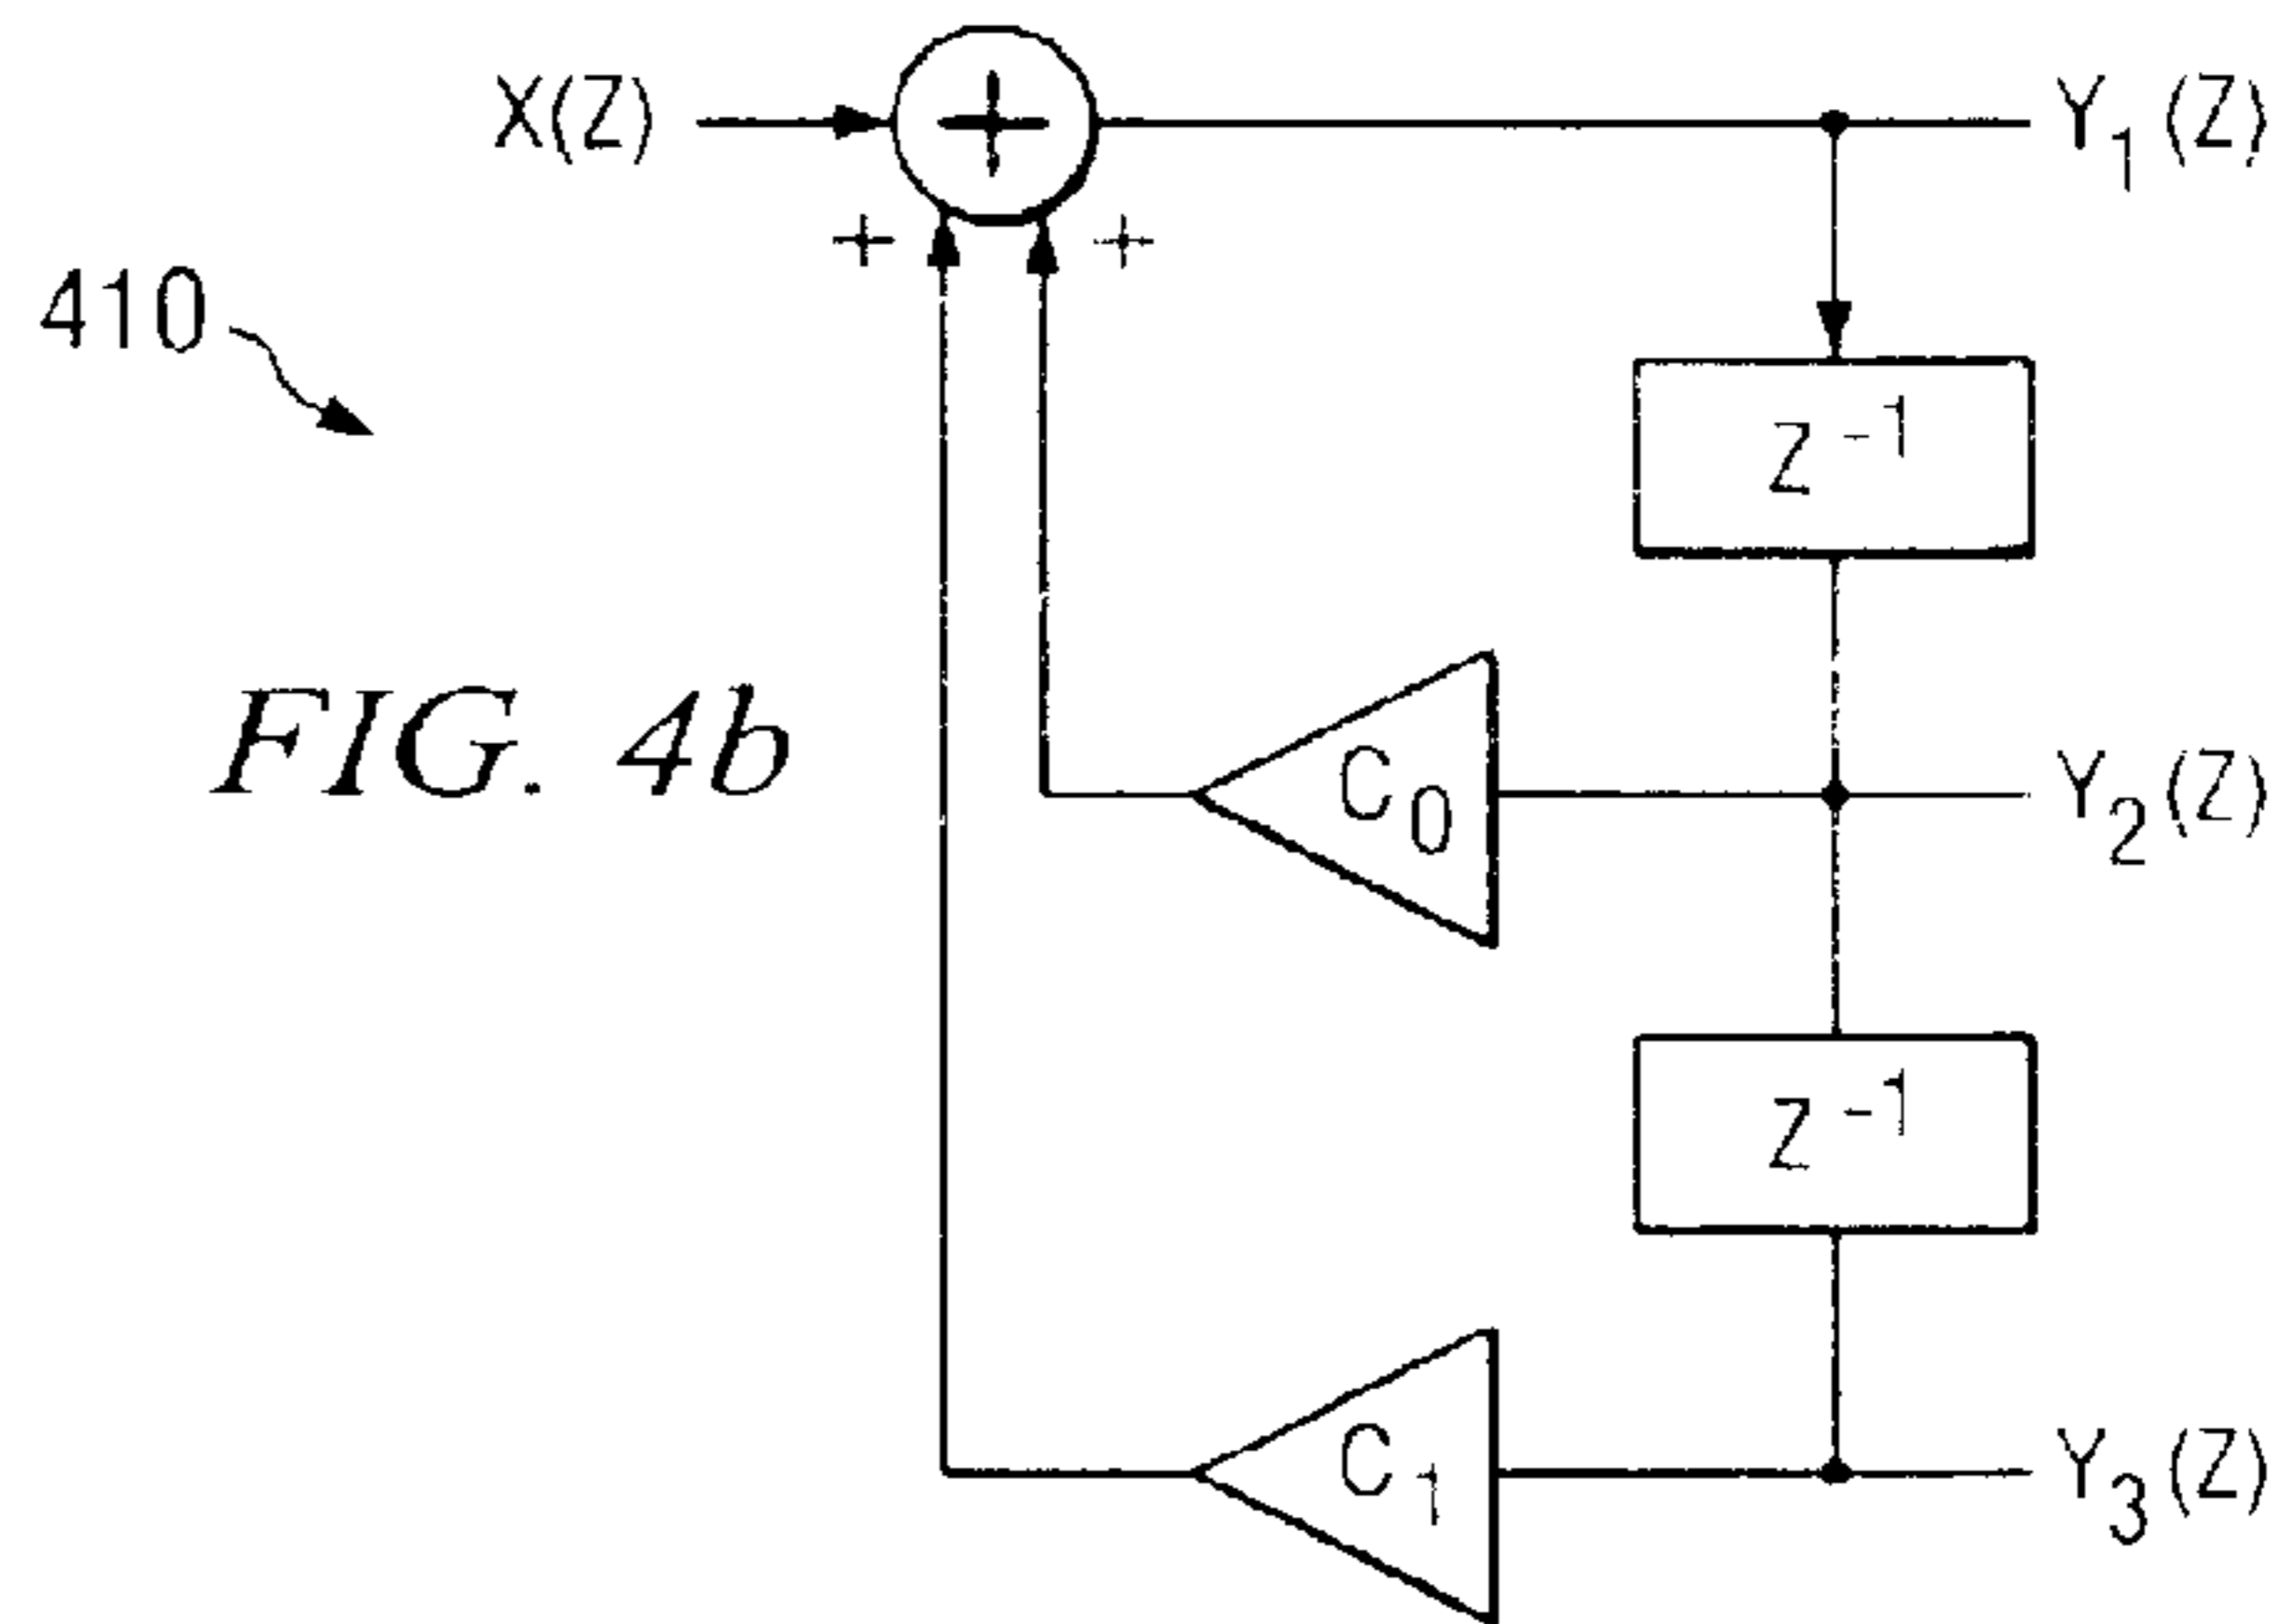 X(Z)
+
Y₁(Z)
+ +
410
Z⁻¹
FIG. 4b
C₀
Y₂(Z)
Z⁻¹
C₁
Y₃(Z)